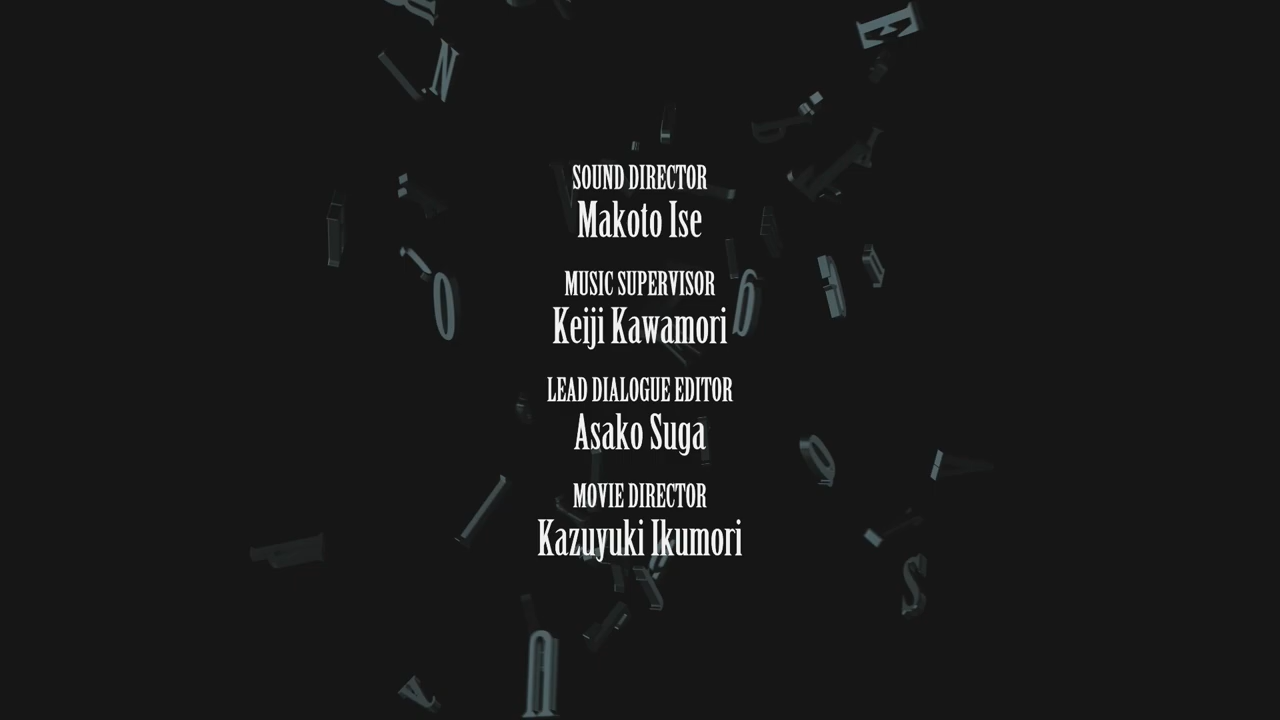 SOUND DIRECTOR
Makoto Ise
MUSIC SUPERVISOR
Keiji Kawamori
LEAD DIALOGUE EDITOR
Asako Suga
MOVIE DIRECTOR
Kazuyuki Ikumori